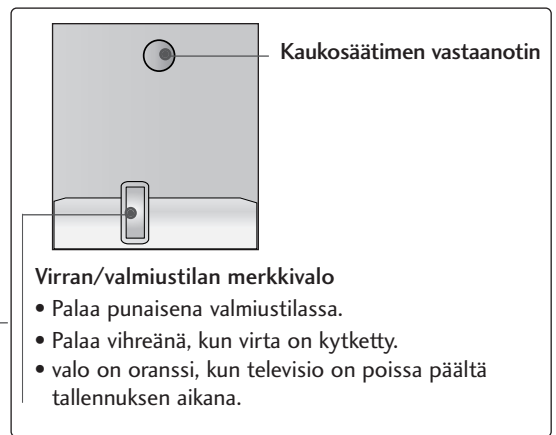 Kaukosäätimen vastaanotin
Virran/valmiustilan merkkivalo
• Palaa punaisena valmiustilassa.
• Palaa vihreänä, kun virta on kytketty.
• valo on oranssi, kun televisio on poissa päältä
tallennuksen aikana.